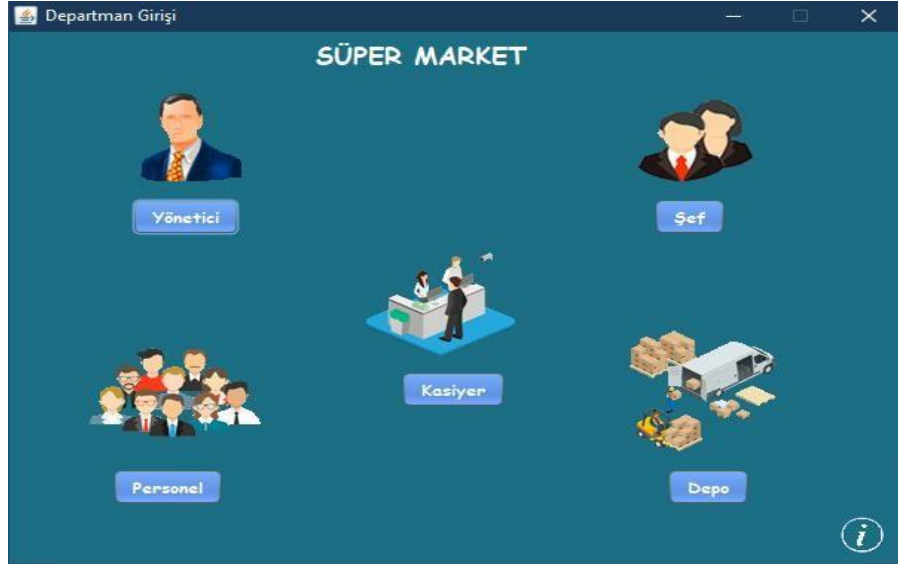 Departman Girişi
SÜPER MARKET
Yönetici
Şef
Kasiyer
Personel
Depo
i